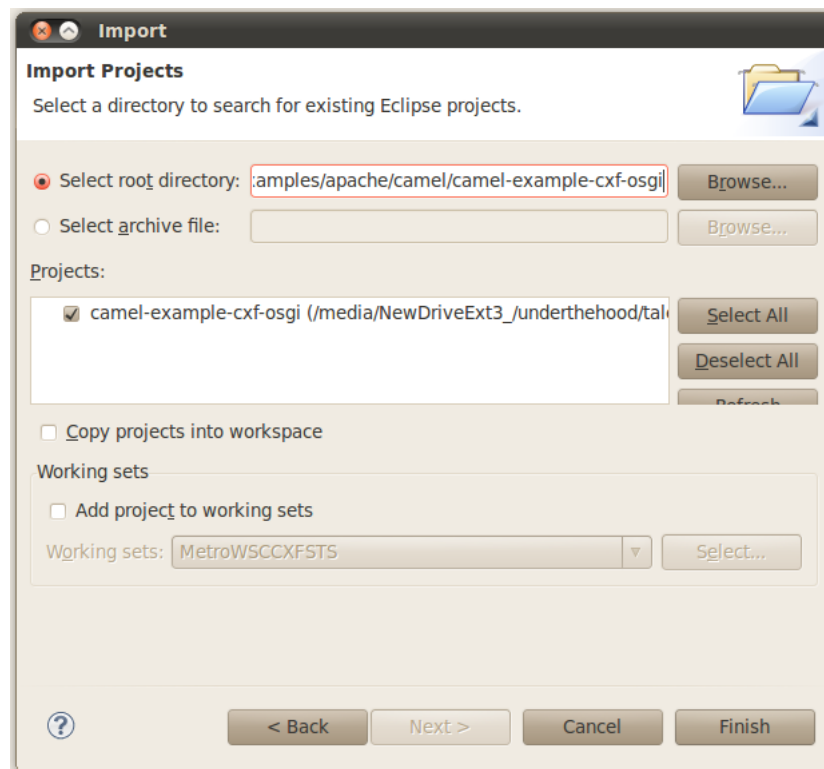 Import
Import Projects
Select a directory to search for existing Eclipse projects.
Select root directory: amples/apache/camel/camel-example-cxf-osgi Browse...
Select archive file: Browse...
Projects:
camel-example-cxf-osgi (/media/NewDriveExt3_/underthehood/tal Select All
Deselect All
Refresh
Copy projects into workspace
Working sets
Add project to working sets
Working sets: MetroWSCCXFSTS Select...
? < Back Next > Cancel Finish